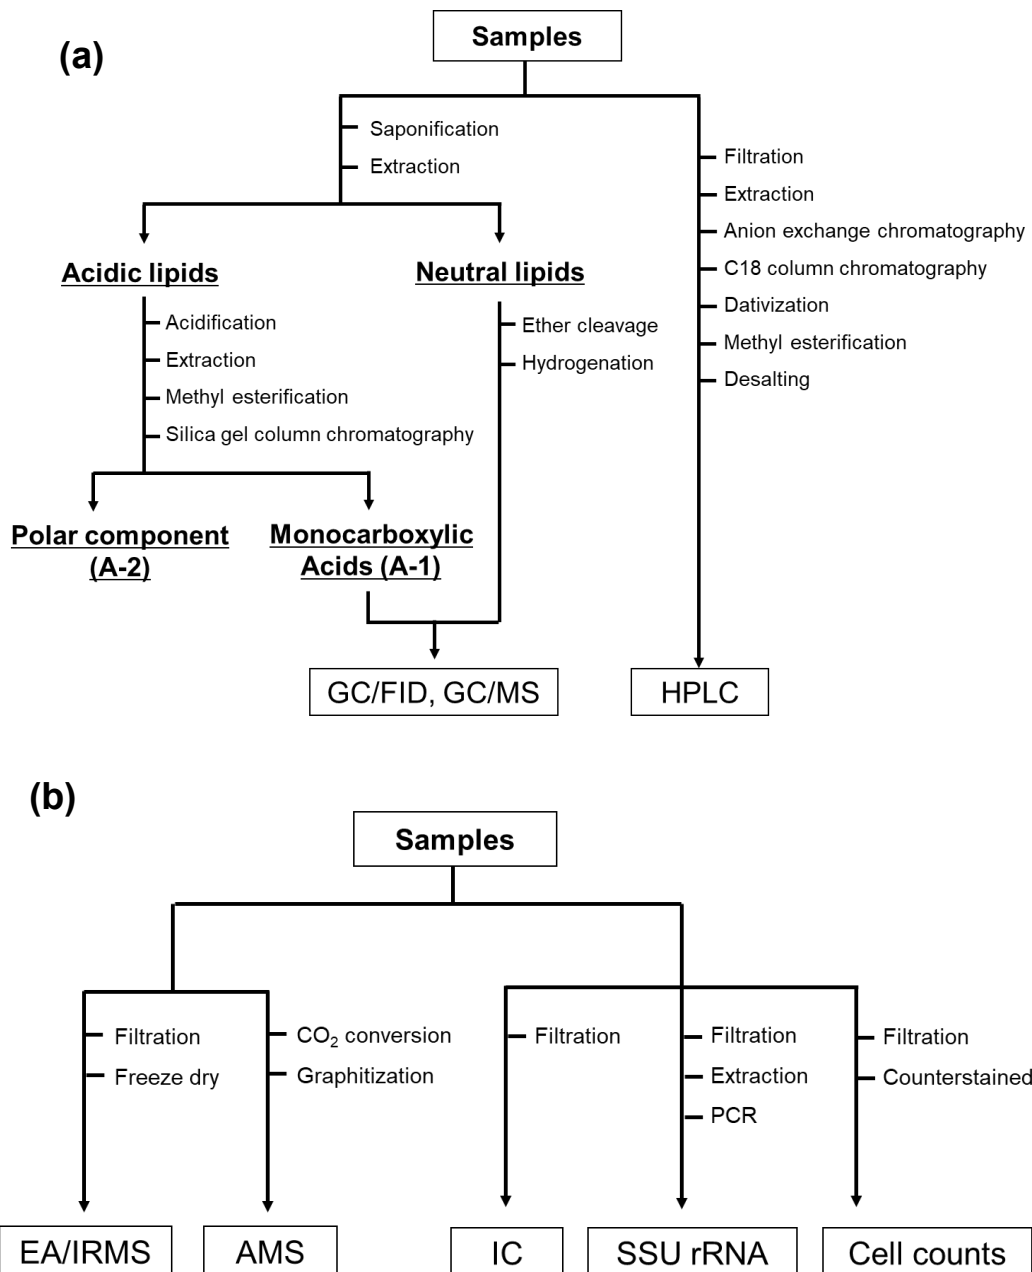 (a)
Samples
Saponification
Extraction
Filtration
Extraction
Anion exchange chromatography
C18 column chromatography
Dativization
Methyl esterification
Desalting
Acidic lipids
Neutral lipids
Acidification
Extraction
Methyl esterification
Silica gel column chromatography
Ether cleavage
Hydrogenation
Polar component
(A-2)
Monocarboxylic
Acids (A-1)
GC/FID, GC/MS
HPLC
(b)
Samples
Filtration
Freeze dry
CO₂ conversion
Graphitization
Filtration
Filtration
Extraction
PCR
Filtration
Counterstained
EA/IRMS
AMS
IC
SSU rRNA
Cell counts